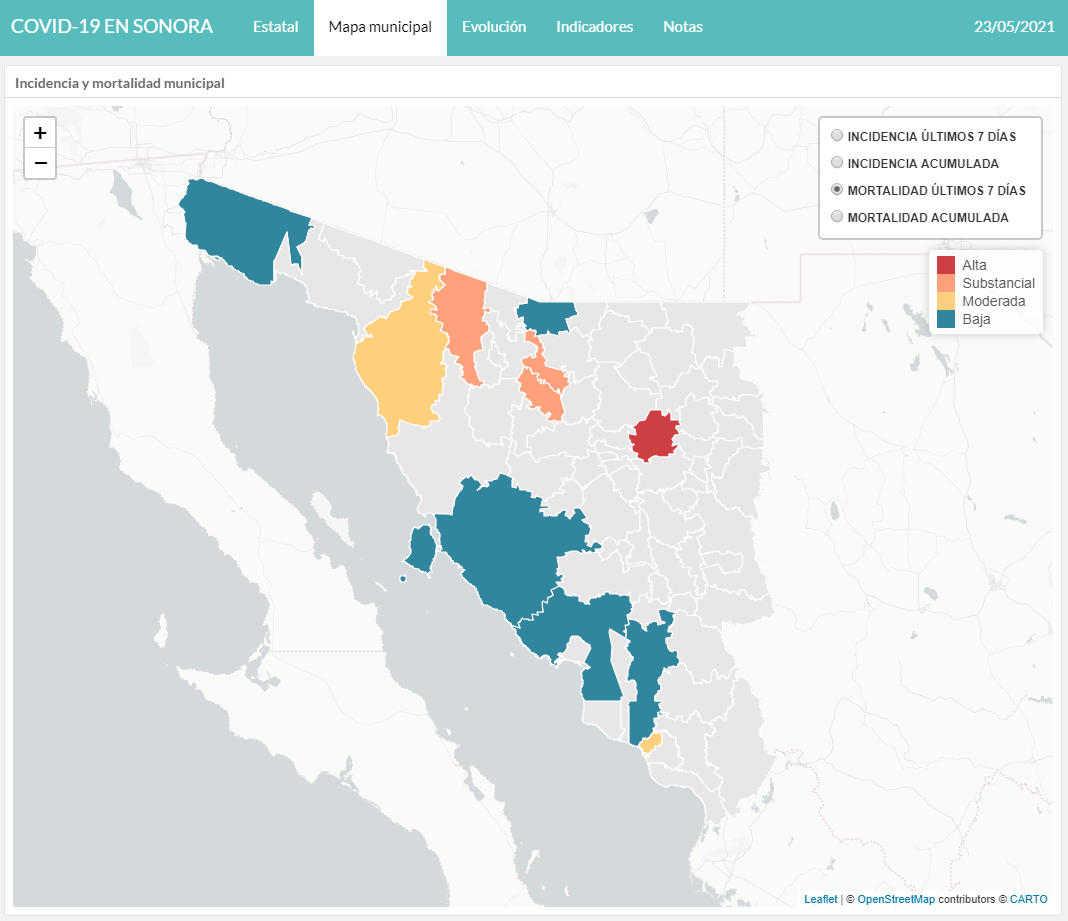 COVID-19 EN SONORA
Estatal
Mapa municipal
Evolución
Indicadores
Notas
23/05/2021
Incidencia y mortalidad municipal
+
−
INCIDENCIA ÚLTIMOS 7 DÍAS
INCIDENCIA ACUMULADA
MORTALIDAD ÚLTIMOS 7 DÍAS
MORTALIDAD ACUMULADA
Alta
Substancial
Moderada
Baja
Leaflet | © OpenStreetMap contributors © CARTO